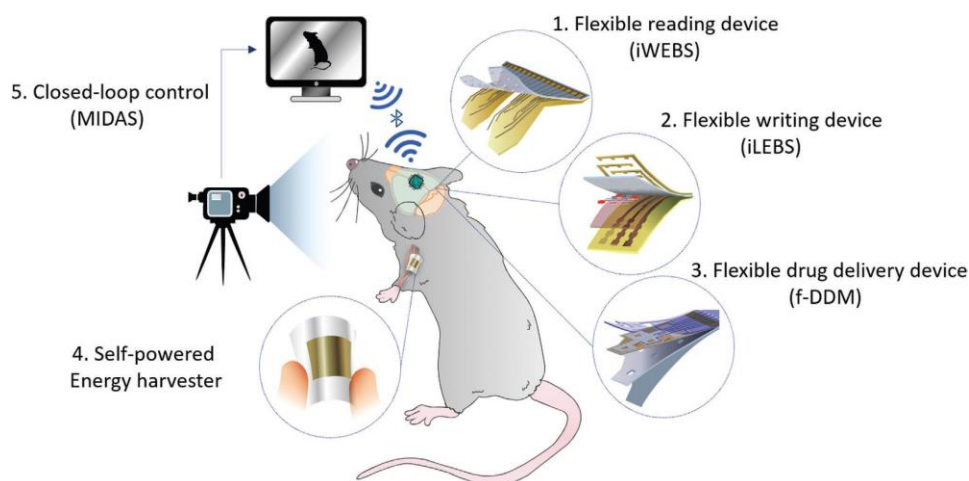 1. Flexible reading device
(iWEBS)
5. Closed-loop control
(MIDAS)
2. Flexible writing device
(iLEBS)
3. Flexible drug delivery device
(f-DDM)
4. Self-powered
Energy harvester